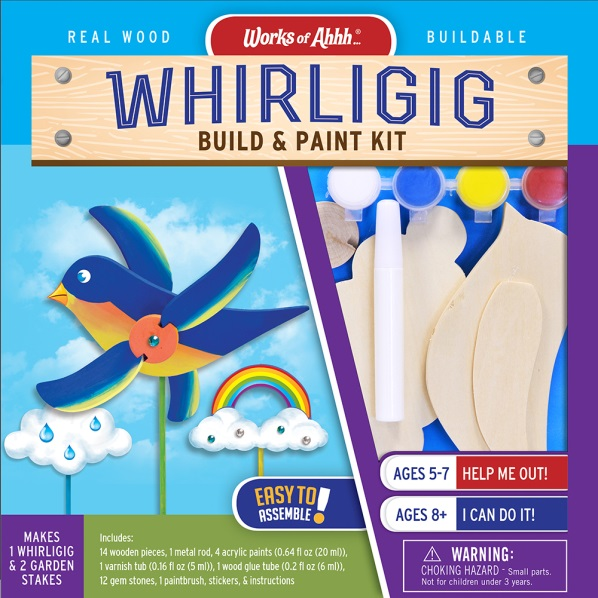 REAL WOOD
Works of Ahhh®...
BUILDABLE
WHIRLIGIG
BUILD & PAINT KIT
AGES 5-7 HELP ME OUT!
AGES 8+ I CAN DO IT!
EASY TO
ASSEMBLE!
MAKES
1 WHIRLIGIG
& 2 GARDEN
STAKES
Includes:
14 wooden pieces, 1 metal rod, 4 acrylic paints (0.64 fl oz (20 ml)),
1 varnish tub (0.16 fl oz (5 ml)), 1 wood glue tube (0.2 fl oz (6 ml)),
12 gem stones, 1 paintbrush, stickers, & instructions
WARNING:
CHOKING HAZARD - Small parts.
Not for children under 3 years.